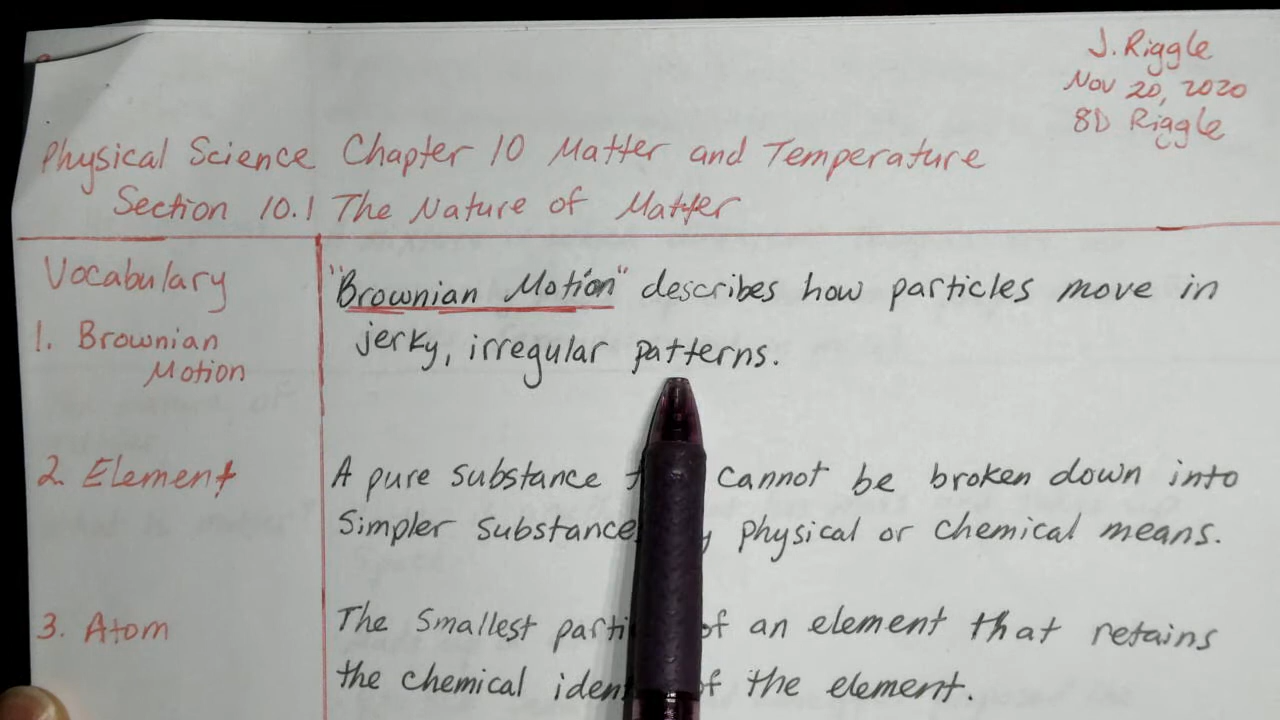 J. Riggle
Nov 20, 2020
8D Riggle
Physical Science Chapter 10 Matter and Temperature
Section 10.1 The Nature of Matter
Vocabulary
1. Brownian
Motion
"Brownian Motion" describes how particles move in
jerky, irregular patterns.
2. Element
A pure substance cannot be broken down into
Simpler substances physical or chemical means.
3. Atom
The Smallest of an element that retains
the chemical of the element.